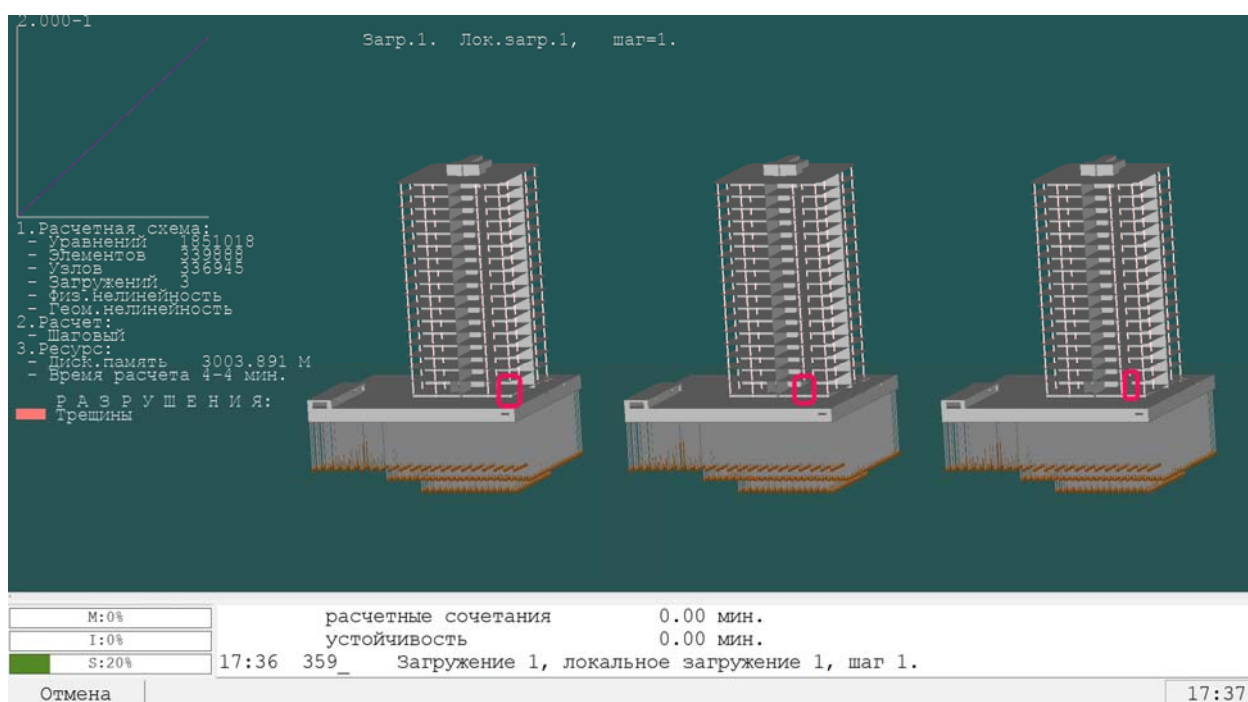 2.000-1
Загр.1. Лок.загр.1, шаг=1.
1.Расчетная схема:
- Уравнений 1851018
- Элементов 339888
- Узлов 336945
- Загружений 3
- Физ.нелинейность
- Геом.нелинейность
2.Расчет:
- Шаговый
3.Ресурс:
- Диск.память 3003.891 М
- Время расчета 4-4 мин.
Р А З Р У Ш Е Н И Я:
Трещины
M:0%
расчетные сочетания 0.00 мин.
I:0%
устойчивость 0.00 мин.
S:20%
17:36 359_ Загружение 1, локальное загружение 1, шаг 1.
Отмена
17:37